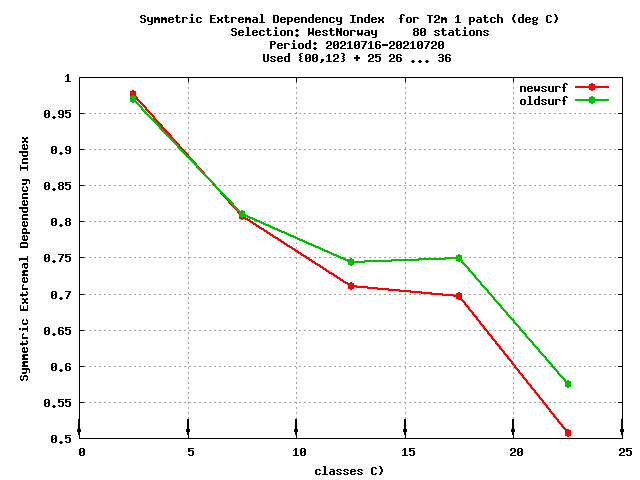 Symmetric Extremal Dependency Index  for T2m 1 patch (deg C)
Selection: WestNorway     80 stations
Period: 20210716-20210720
Used {00,12} + 25 26 ... 36
newsurf
oldsurf
Symmetric Extremal Dependency Index
1
0.95
0.9
0.85
0.8
0.75
0.7
0.65
0.6
0.55
0.5
0 5 10 15 20 25
classes C)